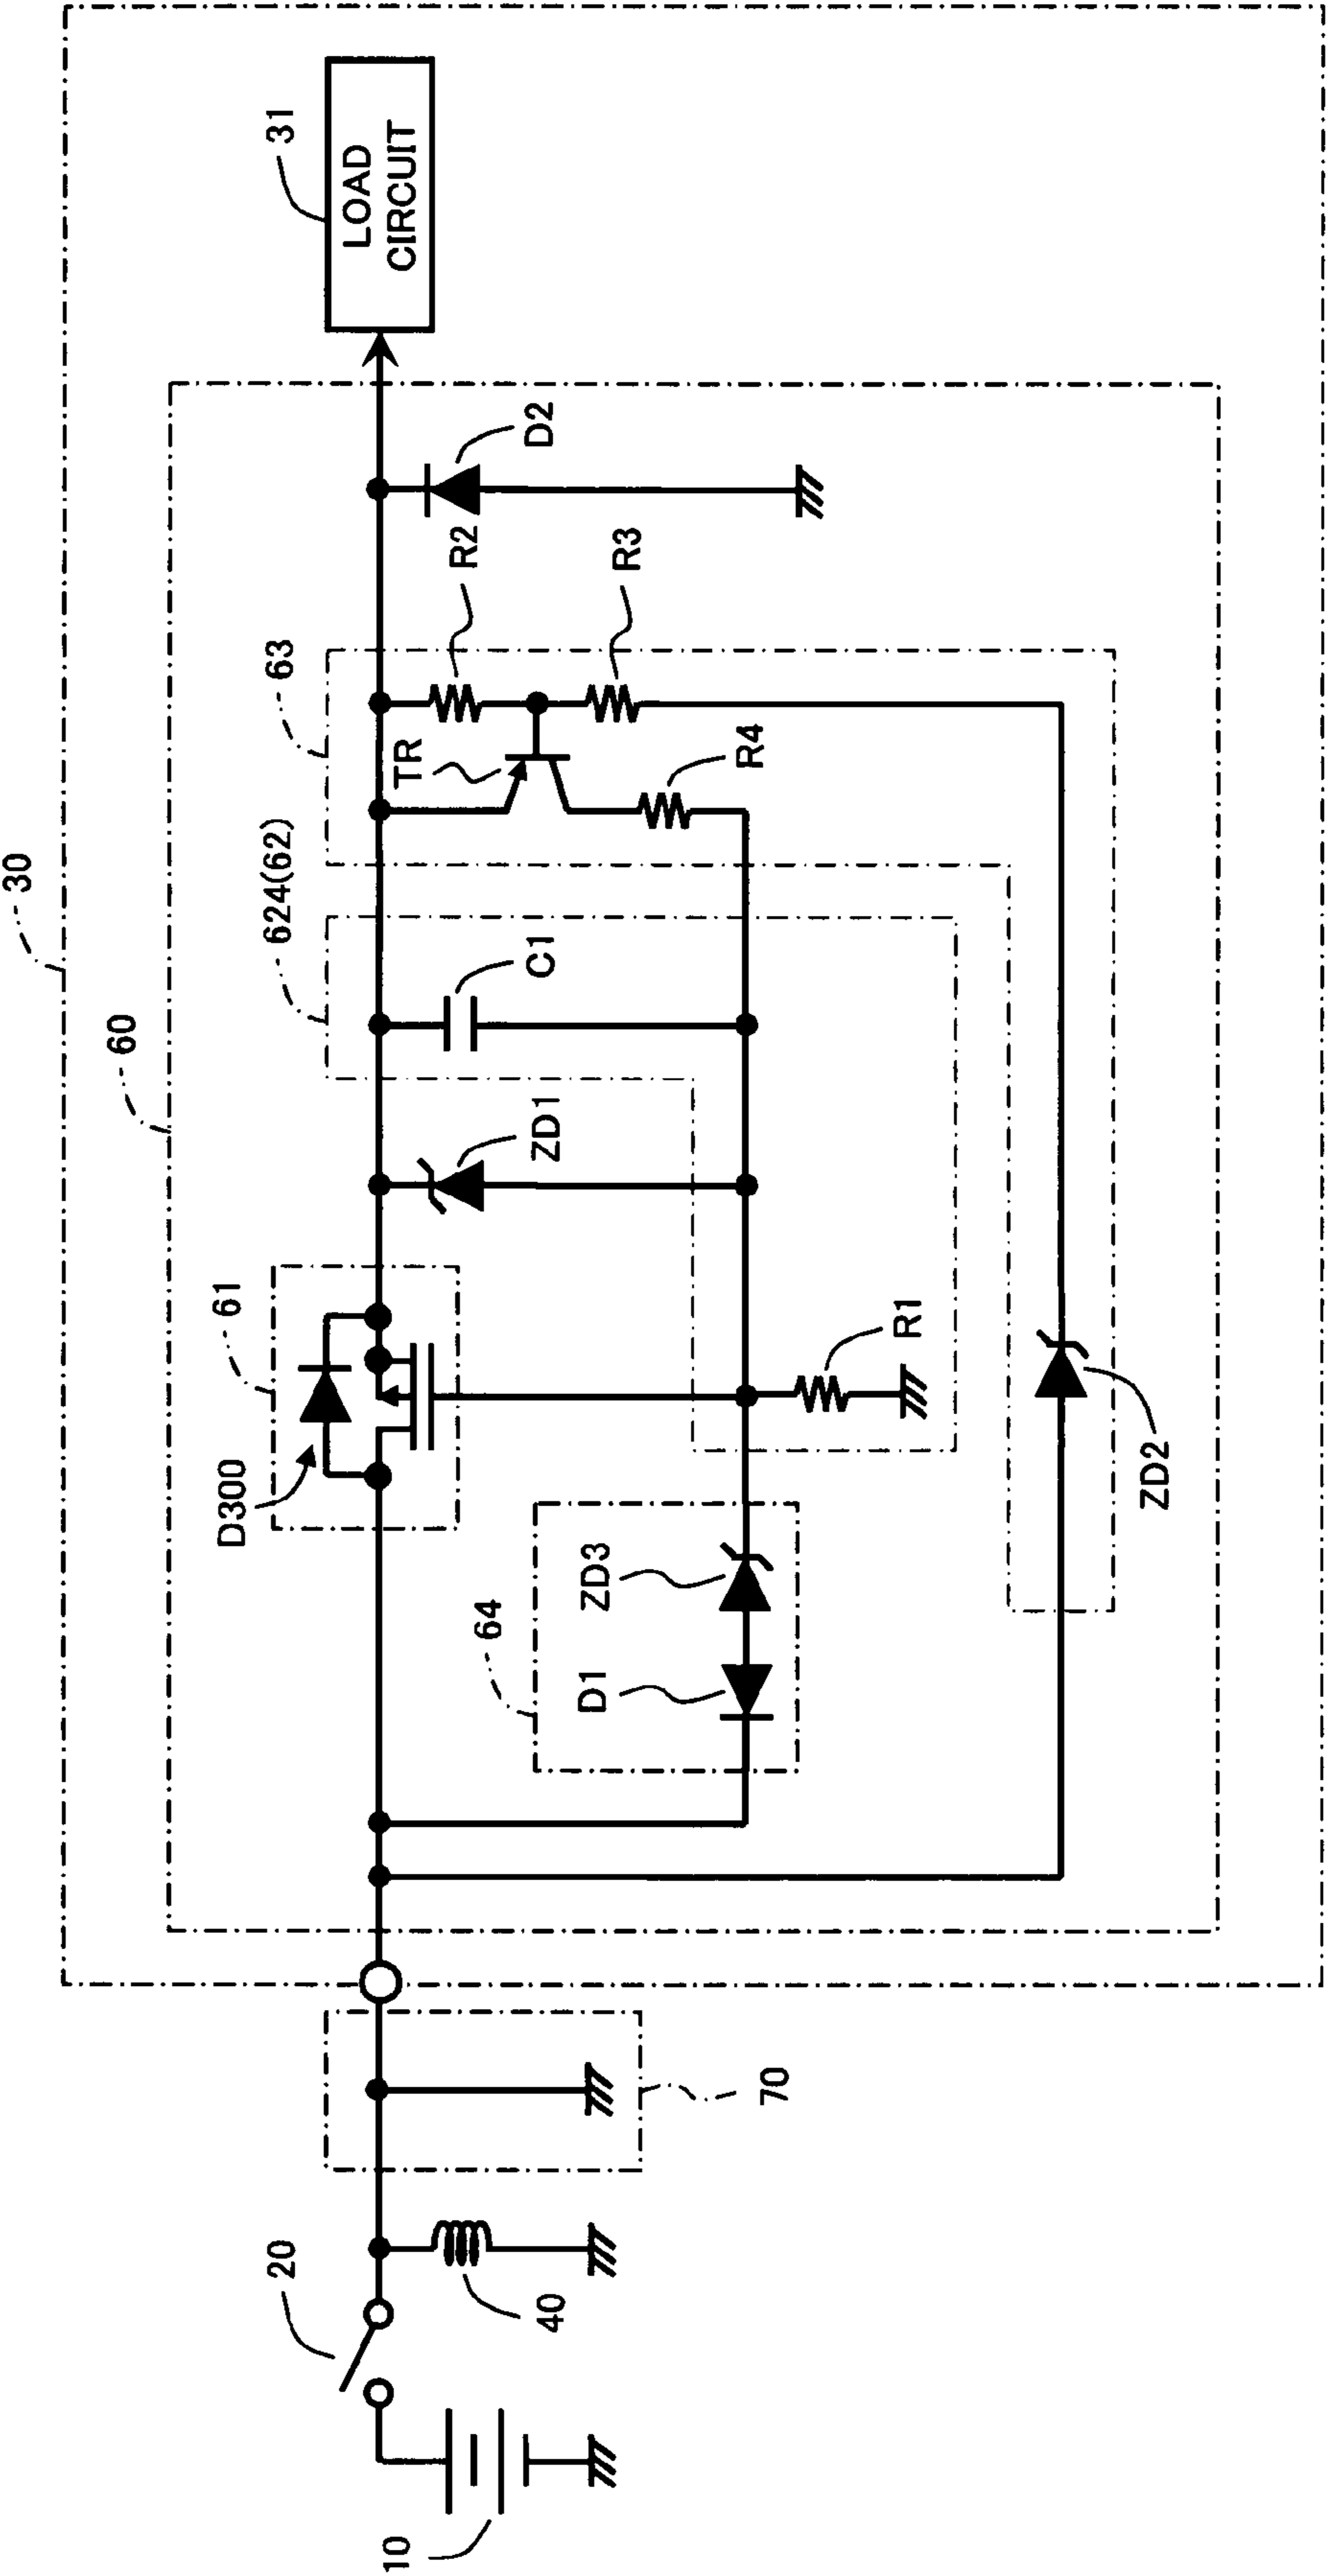 30
60
31
LOAD
CIRCUIT
D2
R2
R3
63
TR
R4
624(62)
C1
ZD1
61
D300
R1
ZD2
64
ZD3
D1
70
20
40
10